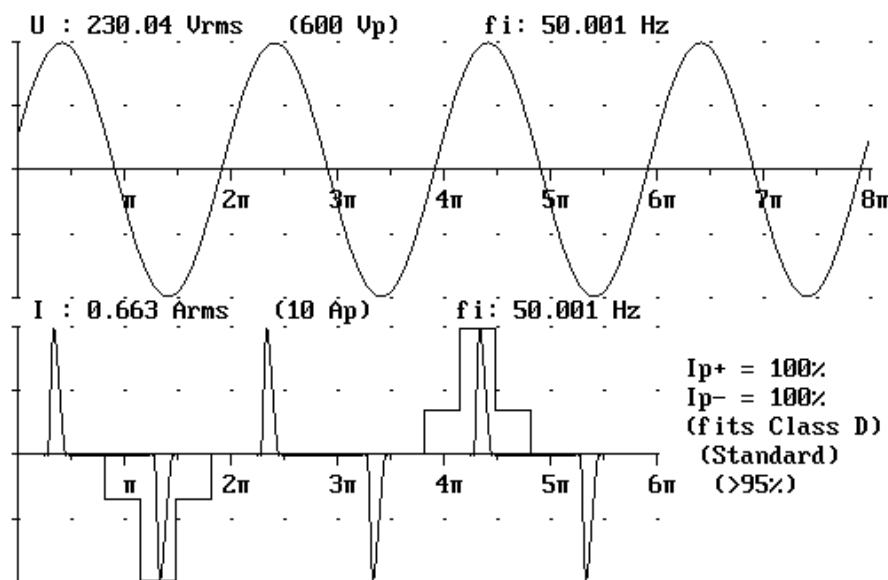 U : 230.04 Vrms (600 Vp) fi: 50.001 Hz
π 2π 3π 4π 5π 6π 7π 8π
I : 0.663 Arms (10 Ap) fi: 50.001 Hz
Ip+ = 100%
Ip- = 100%
(fits Class D)
(Standard)
(>95%)
π 2π 3π 4π 5π 6π